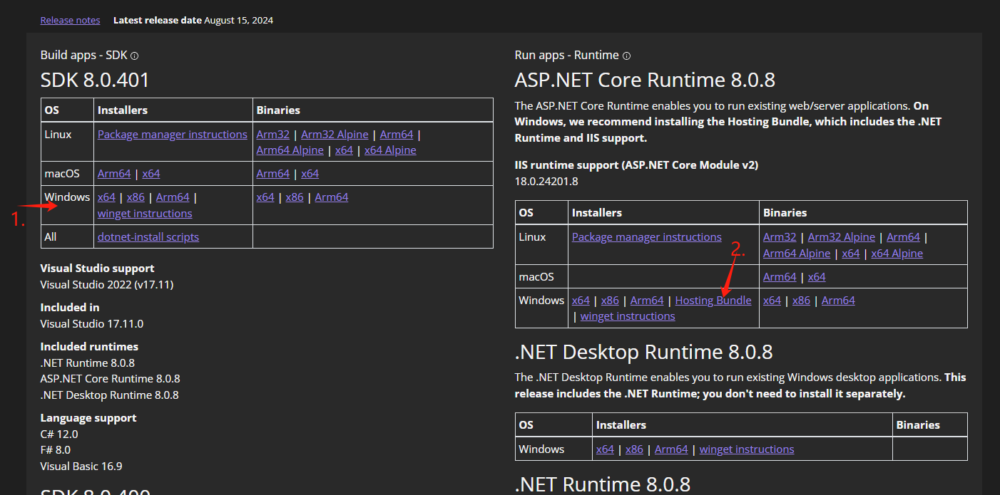 Release notes Latest release date August 15, 2024
Build apps - SDK
SDK 8.0.401
OS Installers Binaries
Linux Package manager instructions Arm32 | Arm32 Alpine | Arm64 |
Arm64 Alpine | x64 | x64 Alpine
macOS Arm64 | x64 Arm64 | x64
Windows x64 | x86 | Arm64 | x64 | x86 | Arm64
1.
winget instructions
All dotnet-install scripts
Visual Studio support
Visual Studio 2022 (v17.11)
Included in
Visual Studio 17.11.0
Included runtimes
.NET Runtime 8.0.8
ASP.NET Core Runtime 8.0.8
.NET Desktop Runtime 8.0.8
Language support
C# 12.0
F# 8.0
Visual Basic 16.9
SDK 8.0.400
Run apps - Runtime
ASP.NET Core Runtime 8.0.8
The ASP.NET Core Runtime enables you to run existing web/server applications. On
Windows, we recommend installing the Hosting Bundle, which includes the .NET
Runtime and IIS support.
IIS runtime support (ASP.NET Core Module v2)
18.0.24201.8
OS Installers Binaries
Linux Package manager instructions Arm32 | Arm32 Alpine | Arm64 |
2.
Arm64 Alpine | x64 | x64 Alpine
macOS Arm64 | x64
Windows x64 | x86 | Arm64 | Hosting Bundle x64 | x86 | Arm64
| winget instructions
.NET Desktop Runtime 8.0.8
The .NET Desktop Runtime enables you to run existing Windows desktop applications. This
release includes the .NET Runtime; you don't need to install it separately.
OS Installers Binaries
Windows x64 | x86 | Arm64 | winget instructions
.NET Runtime 8.0.8